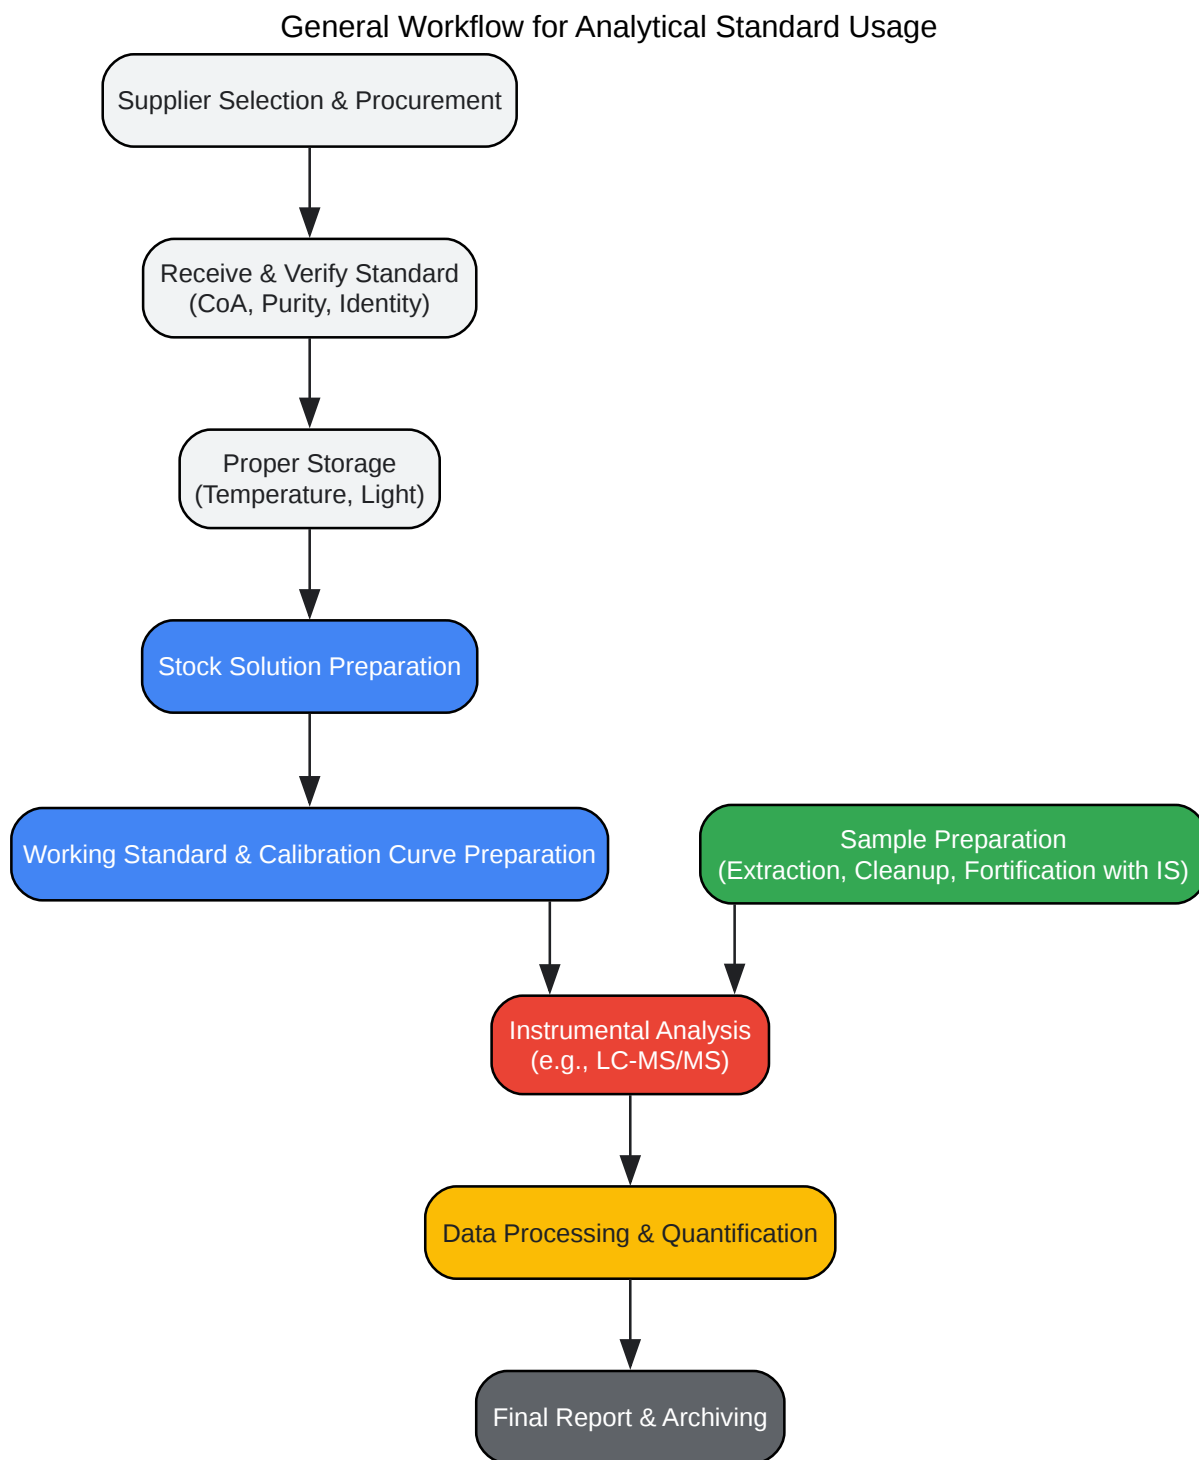 General Workflow for Analytical Standard Usage
Supplier Selection & Procurement
Receive & Verify Standard
(CoA, Purity, Identity)
Proper Storage
(Temperature, Light)
Stock Solution Preparation
Working Standard & Calibration Curve Preparation
Sample Preparation
(Extraction, Cleanup, Fortification with IS)
Instrumental Analysis
(e.g., LC-MS/MS)
Data Processing & Quantification
Final Report & Archiving